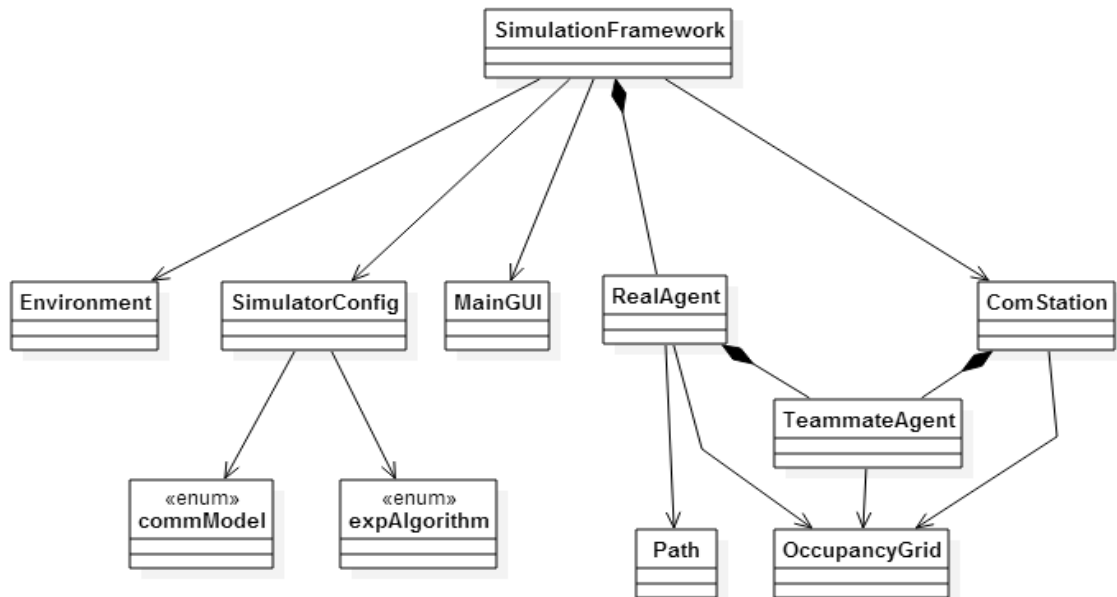 SimulationFramework
Environment
SimulatorConfig
MainGUI
RealAgent
ComStation
TeammateAgent
«enum»
commModel
«enum»
expAlgorithm
Path
OccupancyGrid